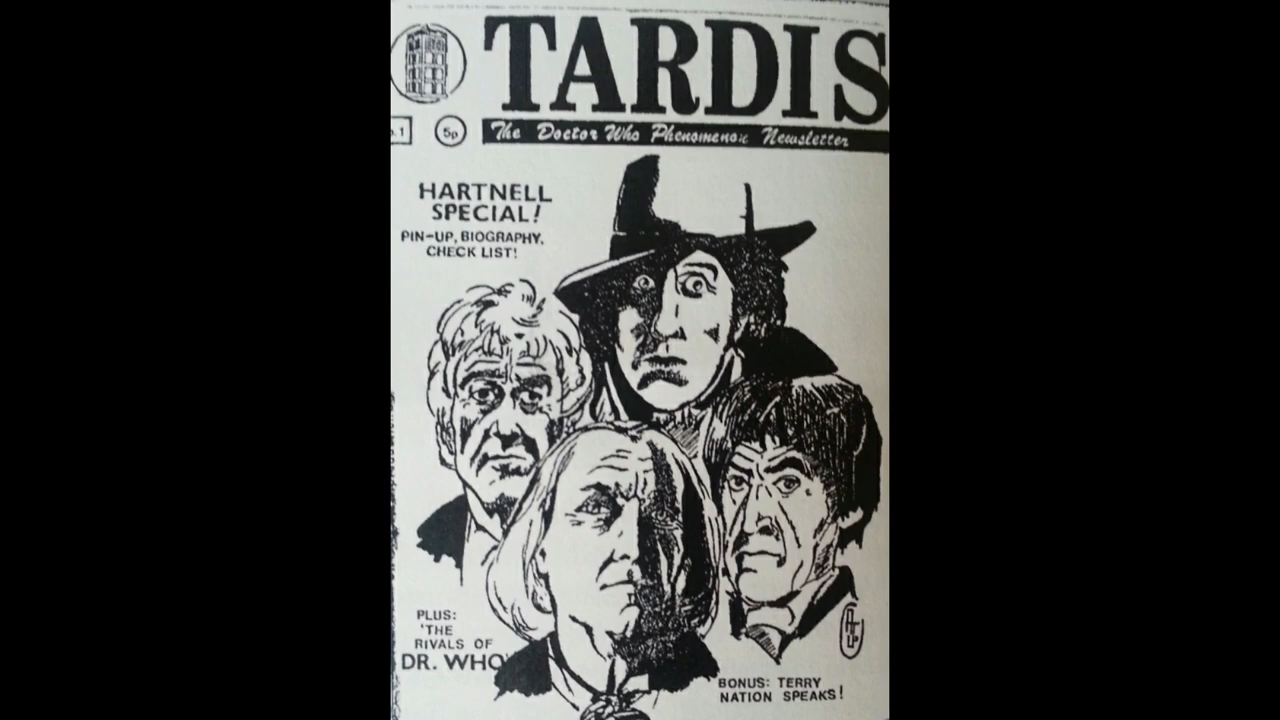 TARDIS
.1
5p
The Doctor Who Phenomenon Newsletter
HARTNELL
SPECIAL!
PIN-UP, BIOGRAPHY,
CHECK LIST!
PLUS:
'THE
RIVALS OF
DR. WHO'
BONUS: TERRY
NATION SPEAKS!